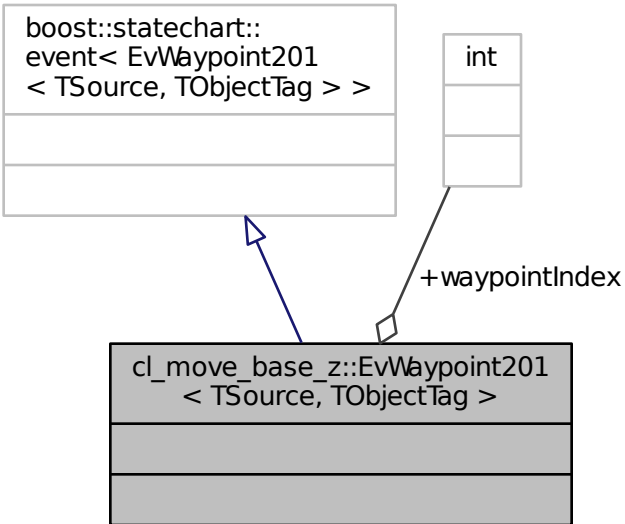 boost::statechart::
event< EvWaypoint201
< TSource, TObjectTag > >
int
+waypointIndex
cl_move_base_z::EvWaypoint201
< TSource, TObjectTag >